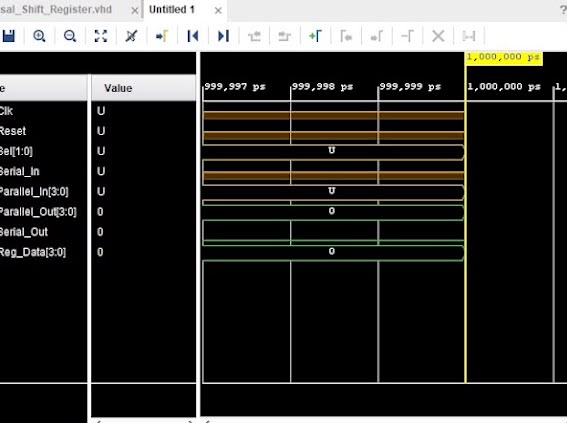 sal_Shift_Register.vhd × Untitled 1 × ?
1,000,000 ps
e Value 999,997 ps 999,998 ps 999,999 ps 1,000,000 ps 1,
Clk U
Reset U
Sel[1:0] U U
Serial_In U
Parallel_In[3:0] U U
Parallel_Out[3:0] 0 0
Serial_Out 0
Reg_Data[3:0] 0 0